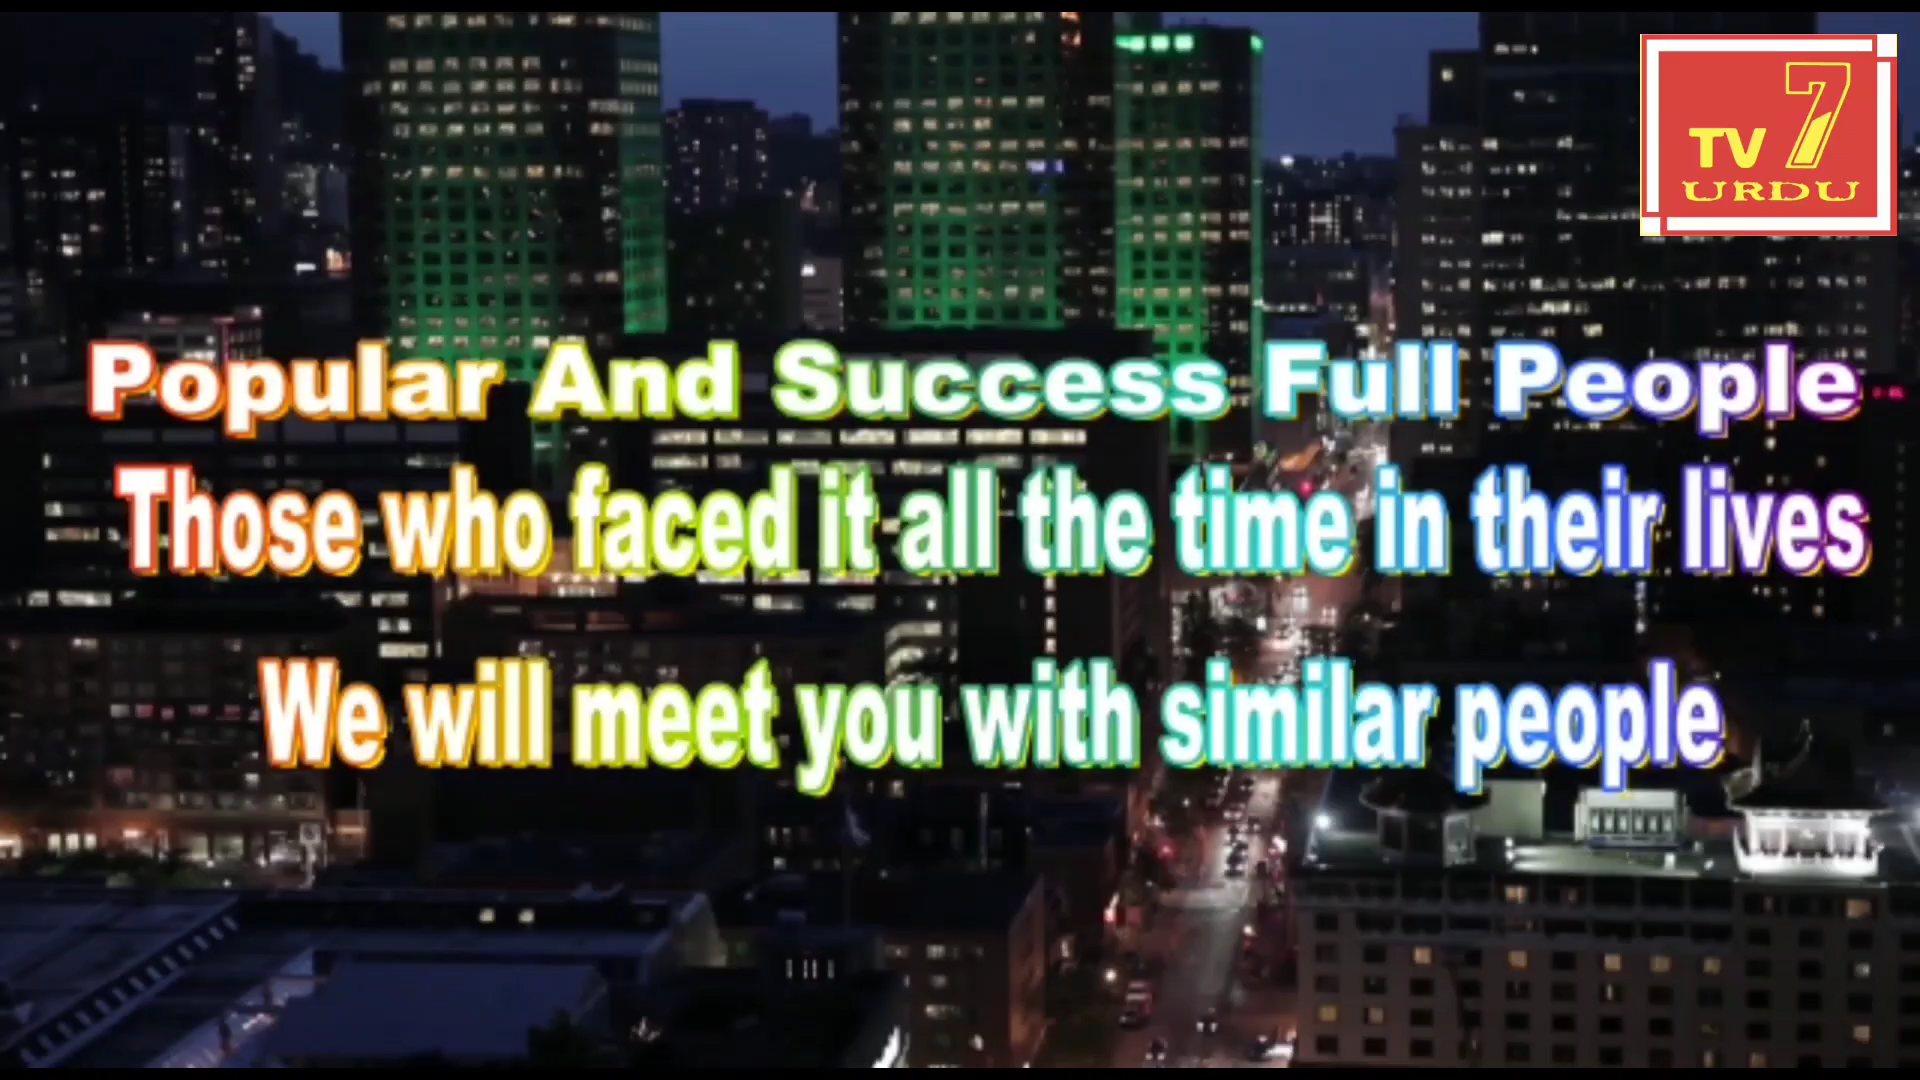 TV 7
URDU
Popular And Success Full People
Those who faced it all the time in their lives
We will meet you with similar people